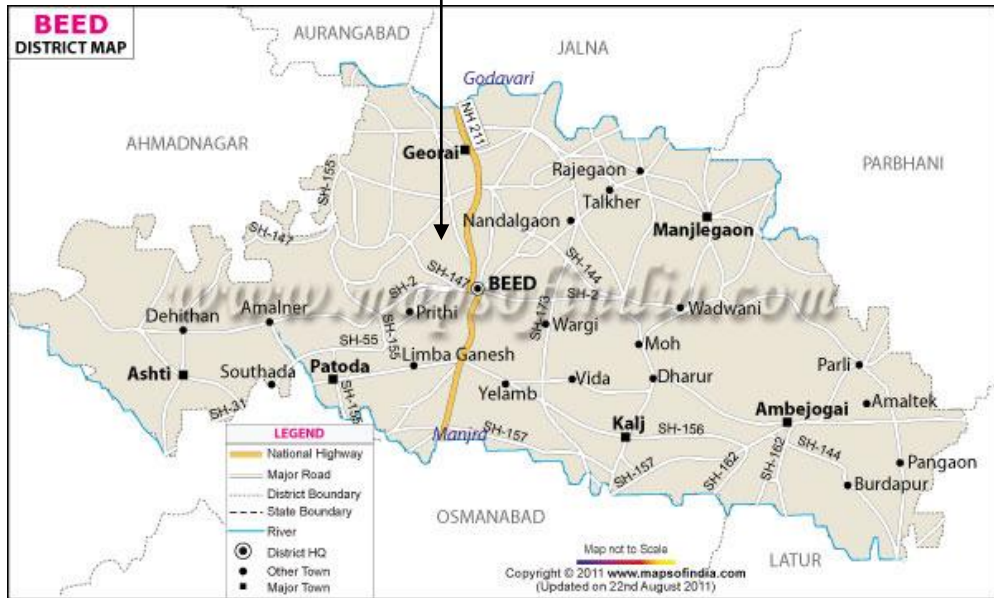 BEED
DISTRICT MAP
AURANGABAD
JALNA
Godavari
AHMADNAGAR
NH 211
Georai
PARBHANI
SH-155
Rajegaon
Talkher
Nandalgaon
Manjlegaon
SH-147
SH-144
SH-147
BEED
SH-2
SH-2
www.mapsofindia.com
Dehithan
Amalner
Prithi
SH-173
Wargi
Wadwani
SH-55
SH-155
Moh
Limba Ganesh
Parli
Ashti
Southada
Patoda
Yelamb
Vida
Dharur
SH-31
SH-155
Amaltek
Ambejogai
Kalj
SH-156
Manjra
SH-157
SH-162
SH-144
Pangaon
SH-157
SH-162
Burdapur
LEGEND
National Highway
Major Road
District Boundary
State Boundary
River
District HQ
Other Town
Major Town
OSMANABAD
LATUR
Map not to Scale
Copyright © 2011 www.mapsofindia.com
(Updated on 22nd August 2011)